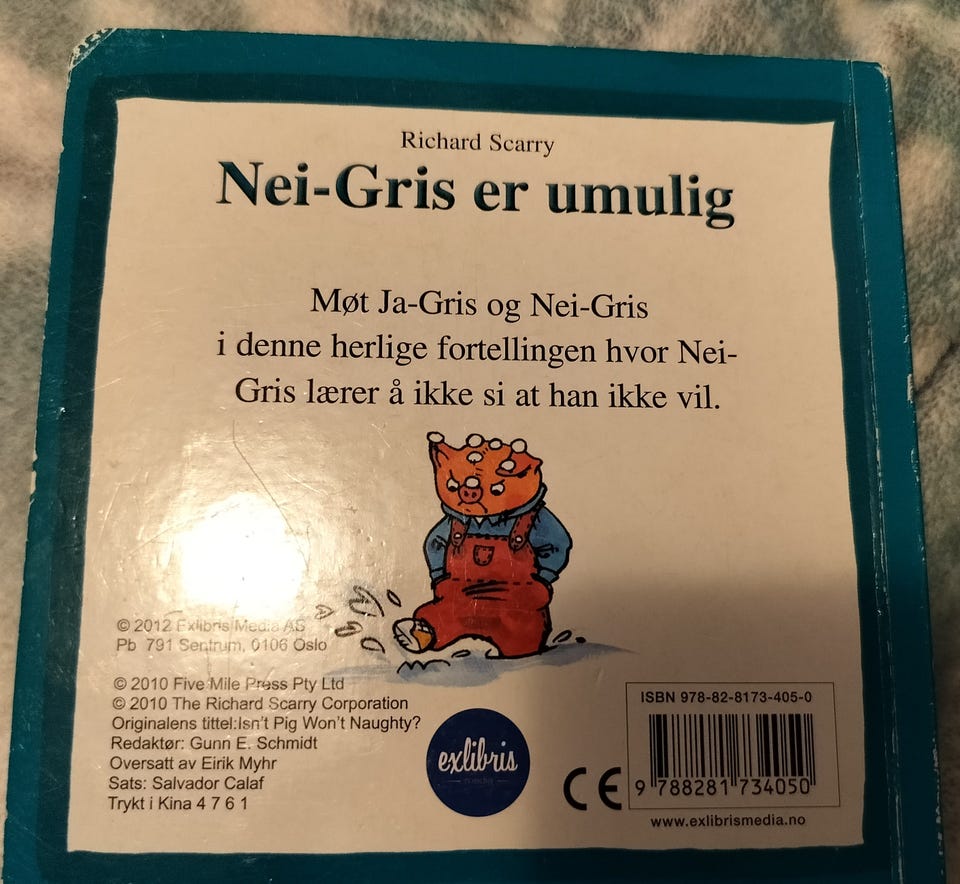 Richard Scarry
Nei-Gris er umulig
Møt Ja-Gris og Nei-Gris
i denne herlige fortellingen hvor Nei-
Gris lærer å ikke si at han ikke vil.
© 2012 Exlibris Media AS
Pb 791 Sentrum, 0106 Oslo
© 2010 Five Mile Press Pty Ltd
© 2010 The Richard Scarry Corporation
Originalens tittel:Isn't Pig Won't Naughty?
Redaktør: Gunn E. Schmidt
Oversatt av Eirik Myhr
Sats: Salvador Calaf
Trykt i Kina 4 7 6 1
exlibris
CE
ISBN 978-82-8173-405-0
9 788281 734050
www.exlibrismedia.no